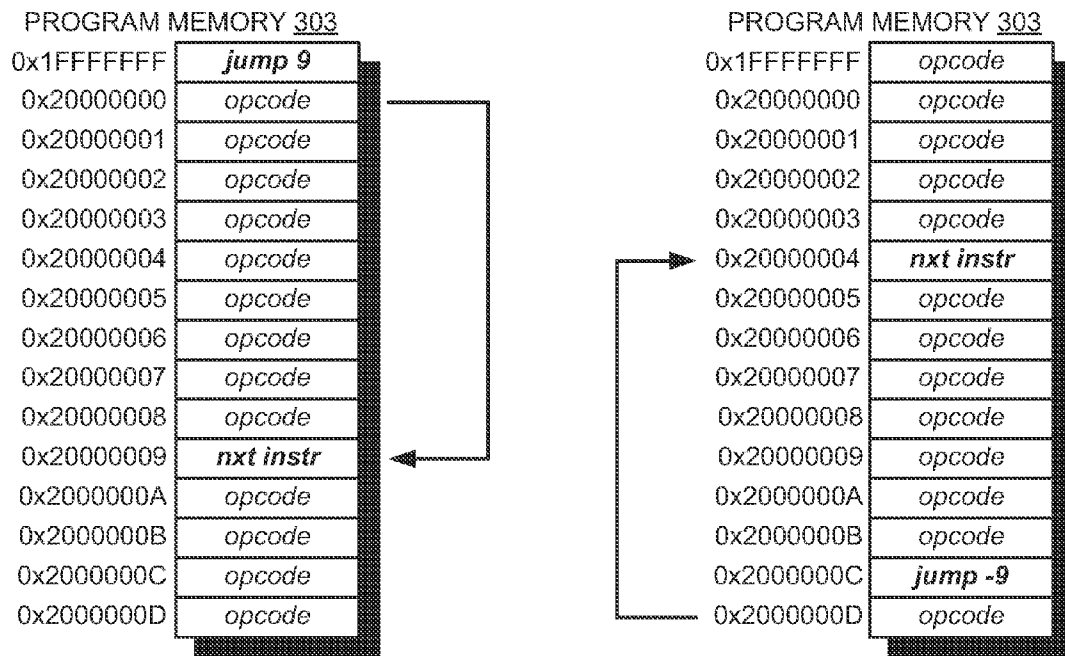 PROGRAM MEMORY 303
0x1FFFFFFF jump 9
0x20000000 opcode
0x20000001 opcode
0x20000002 opcode
0x20000003 opcode
0x20000004 opcode
0x20000005 opcode
0x20000006 opcode
0x20000007 opcode
0x20000008 opcode
0x20000009 nxt instr
0x2000000A opcode
0x2000000B opcode
0x2000000C opcode
0x2000000D opcode
PROGRAM MEMORY 303
0x1FFFFFFF opcode
0x20000000 opcode
0x20000001 opcode
0x20000002 opcode
0x20000003 opcode
0x20000004 nxt instr
0x20000005 opcode
0x20000006 opcode
0x20000007 opcode
0x20000008 opcode
0x20000009 opcode
0x2000000A opcode
0x2000000B opcode
0x2000000C jump -9
0x2000000D opcode